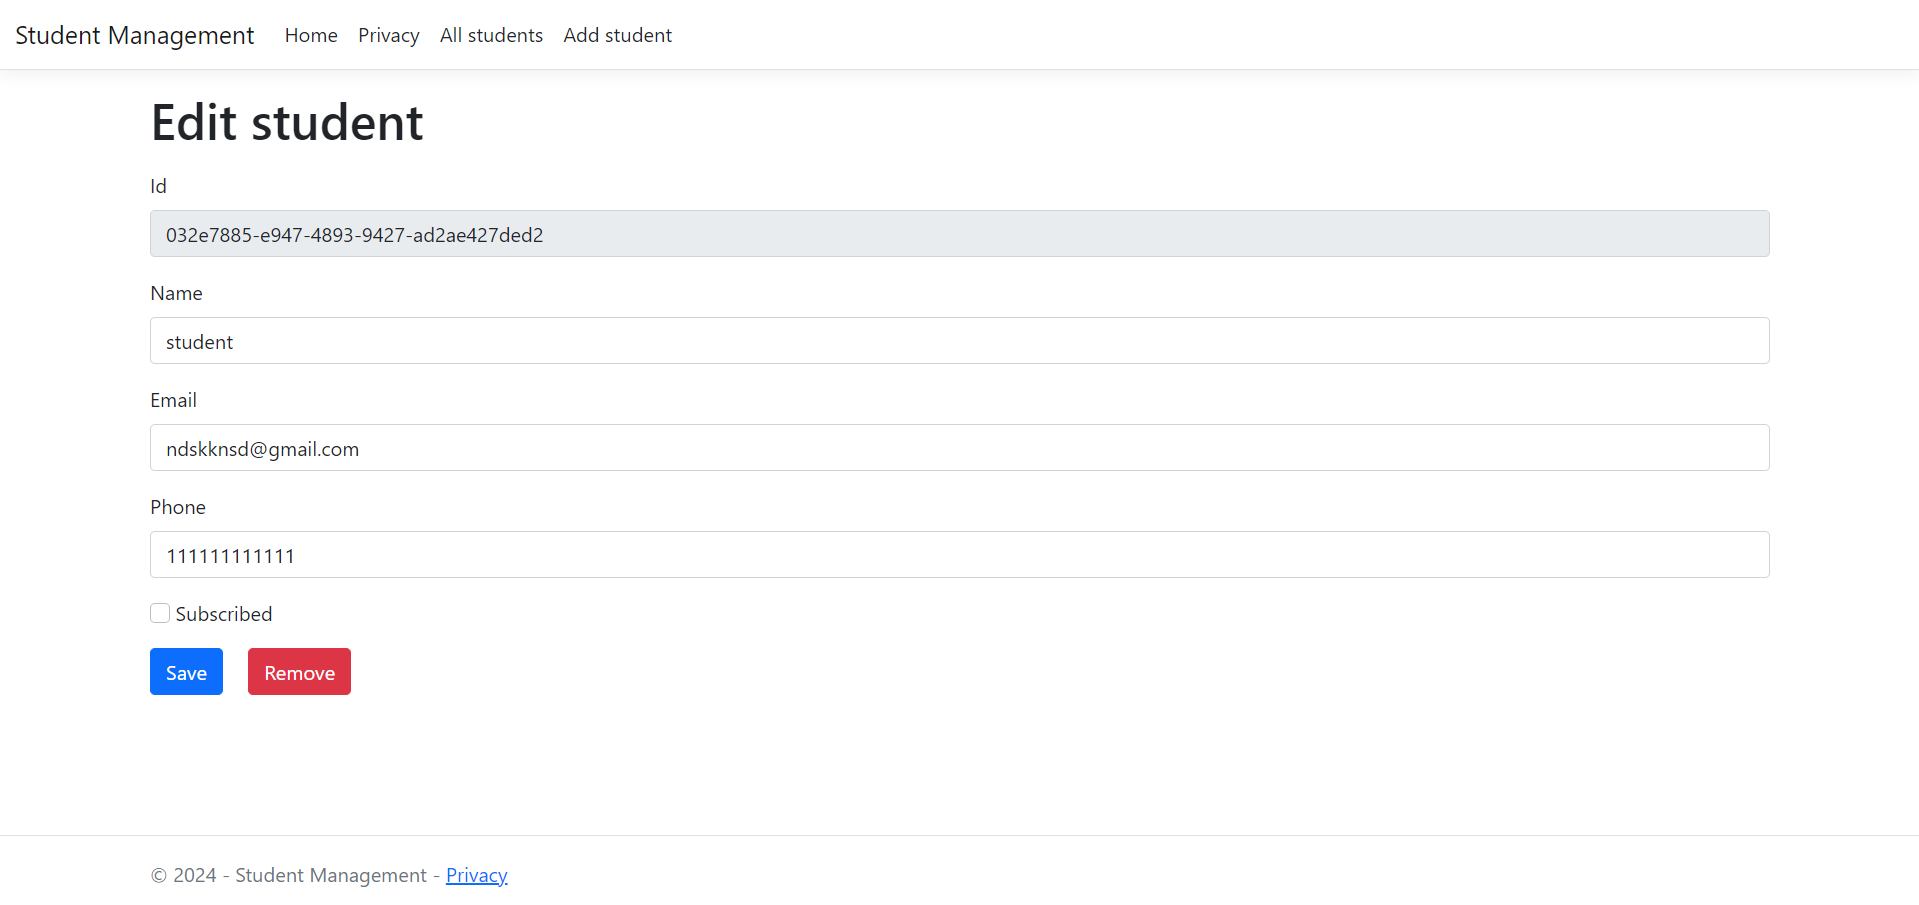 Student Management Home Privacy All students Add student
Edit student
Id
032e7885-e947-4893-9427-ad2ae427ded2
Name
student
Email
ndskknsd@gmail.com
Phone
111111111111
Subscribed
Save Remove
© 2024 - Student Management - Privacy